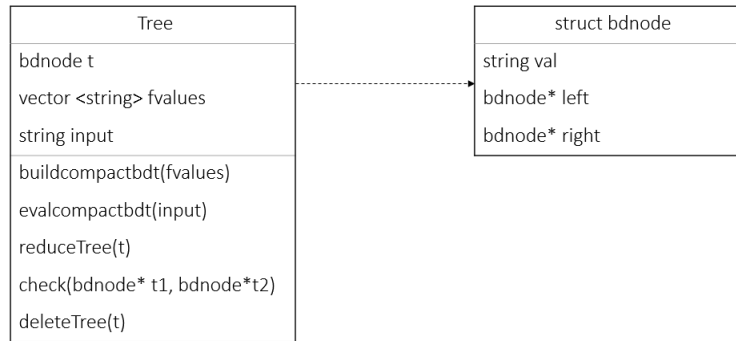 Tree
bdnode t
vector <string> fvalues
string input
buildcompactbdt(fvalues)
evalcompactbdt(input)
reduceTree(t)
check(bdnode* t1, bdnode*t2)
deleteTree(t)
struct bdnode
string val
bdnode* left
bdnode* right